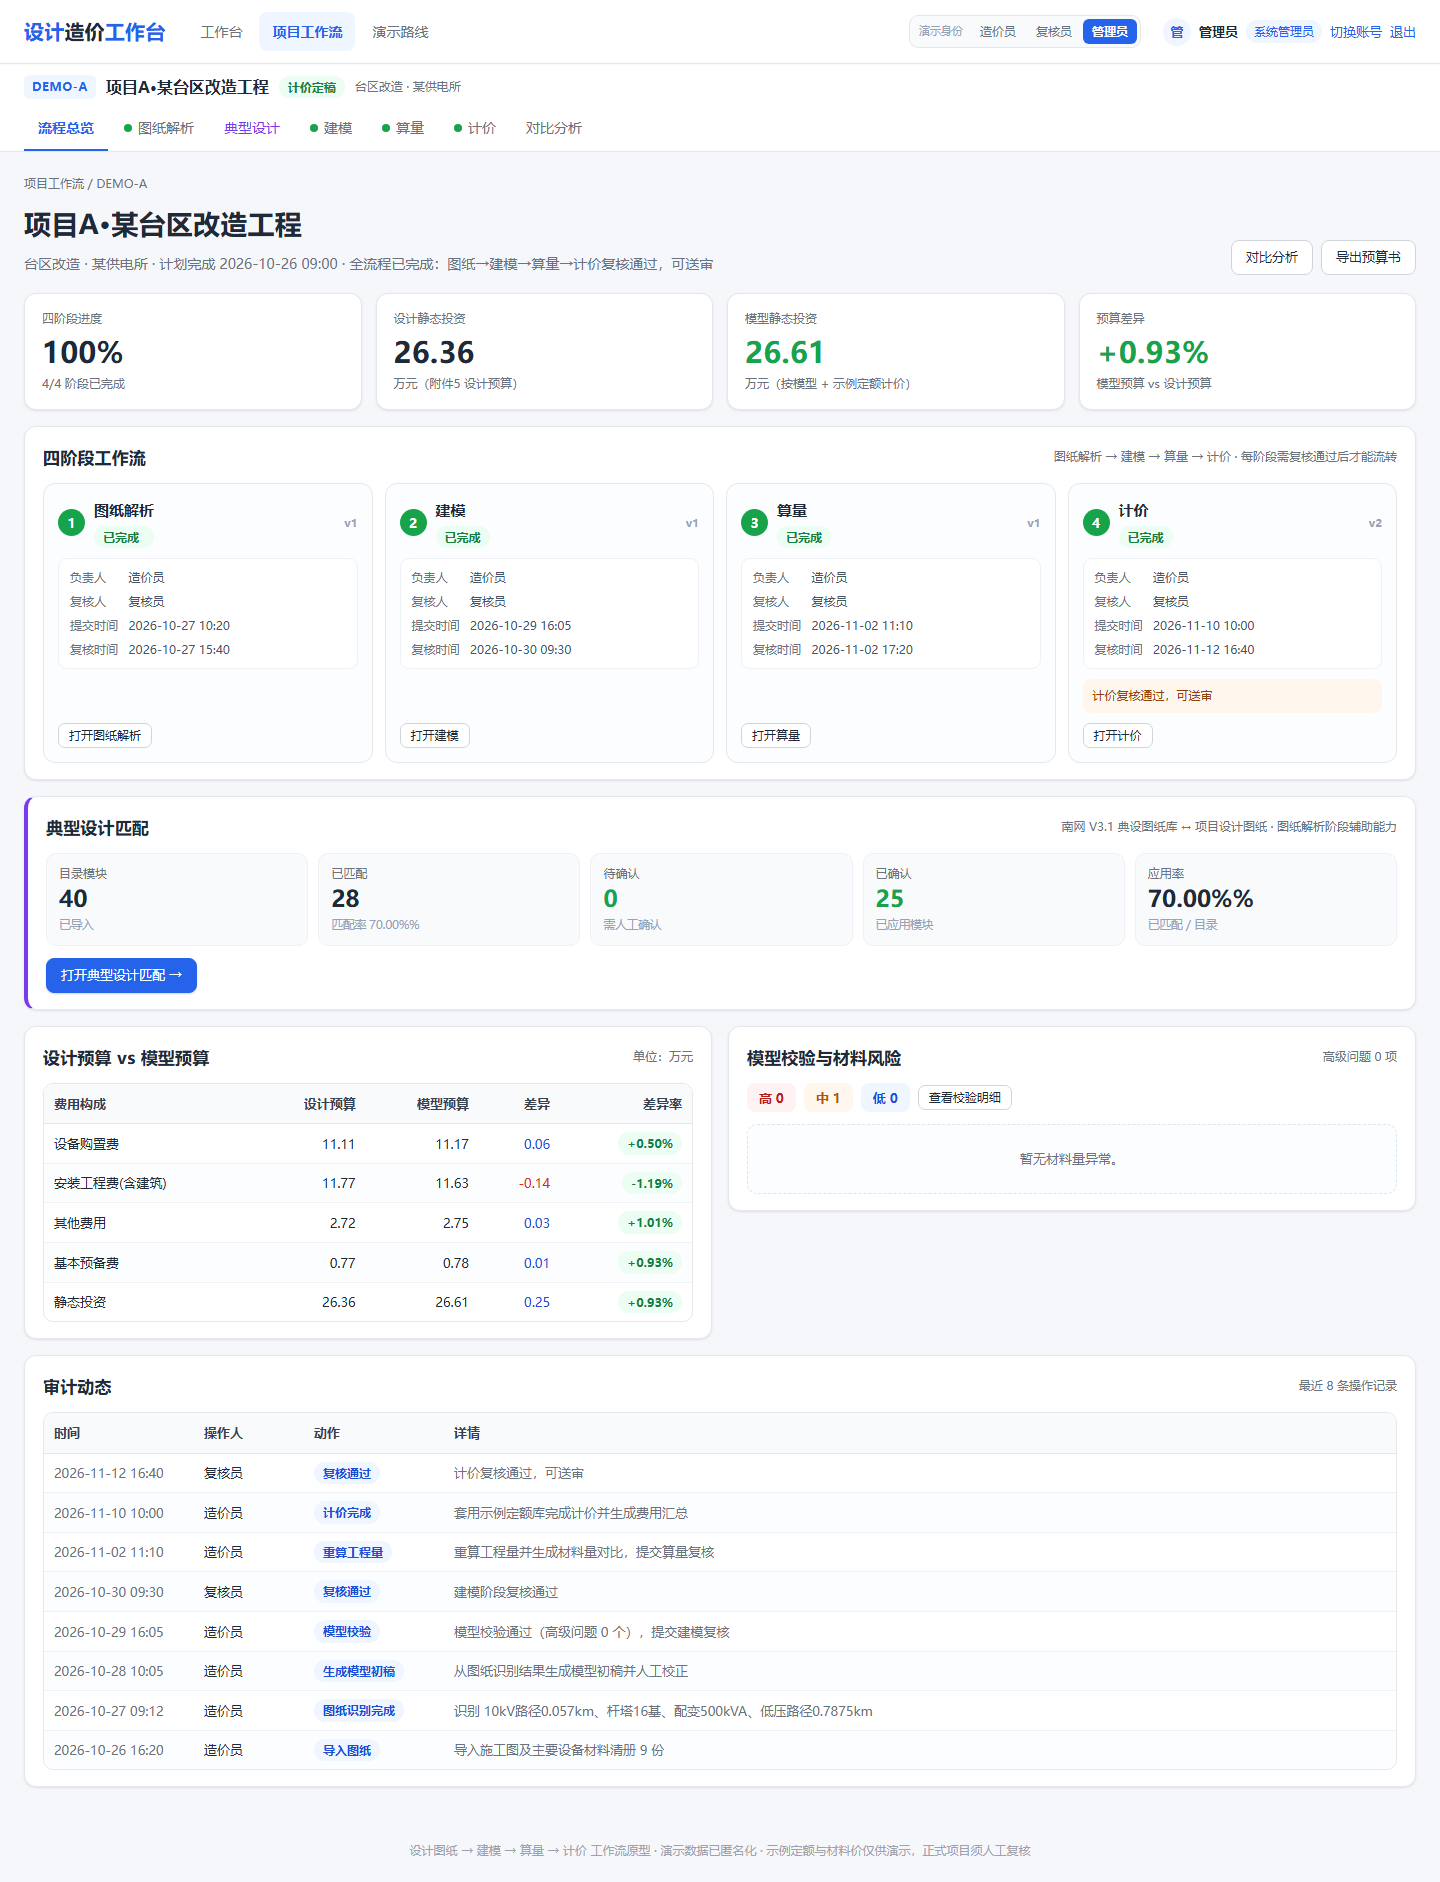 设计造价工作台
工作台 项目工作流 演示路线
演示身份 造价员 复核员 管理员
管 管理员 系统管理员 切换账号 退出
DEMO-A 项目A•某台区改造工程 计价定稿 台区改造 · 某供电所
流程总览 图纸解析 典型设计 建模 算量 计价 对比分析
项目工作流 / DEMO-A
项目A•某台区改造工程
台区改造 · 某供电所 · 计划完成 2026-10-26 09:00 · 全流程已完成：图纸→建模→算量→计价复核通过，可送审
对比分析 导出预算书
四阶段进度
100%
4/4 阶段已完成
设计静态投资
26.36
万元（附件5 设计预算）
模型静态投资
26.61
万元（按模型 + 示例定额计价）
预算差异
+0.93%
模型预算 vs 设计预算
四阶段工作流
图纸解析 → 建模 → 算量 → 计价 · 每阶段需复核通过后才能流转
1 图纸解析 v1
已完成
负责人 造价员
复核人 复核员
提交时间 2026-10-27 10:20
复核时间 2026-10-27 15:40
打开图纸解析
2 建模 v1
已完成
负责人 造价员
复核人 复核员
提交时间 2026-10-29 16:05
复核时间 2026-10-30 09:30
打开建模
3 算量 v1
已完成
负责人 造价员
复核人 复核员
提交时间 2026-11-02 11:10
复核时间 2026-11-02 17:20
打开算量
4 计价 v2
已完成
负责人 造价员
复核人 复核员
提交时间 2026-11-10 10:00
复核时间 2026-11-12 16:40
计价复核通过，可送审
打开计价
典型设计匹配
南网 V3.1 典设图纸库 ↔ 项目设计图纸 · 图纸解析阶段辅助能力
目录模块
40
已导入
已匹配
28
匹配率 70.00%%
待确认
0
需人工确认
已确认
25
已应用模块
应用率
70.00%%
已匹配 / 目录
打开典型设计匹配 →
设计预算 vs 模型预算 单位：万元
费用构成 设计预算 模型预算 差异 差异率
设备购置费 11.11 11.17 0.06 +0.50%
安装工程费(含建筑) 11.77 11.63 -0.14 -1.19%
其他费用 2.72 2.75 0.03 +1.01%
基本预备费 0.77 0.78 0.01 +0.93%
静态投资 26.36 26.61 0.25 +0.93%
模型校验与材料风险 高级问题 0 项
高 0 中 1 低 0 查看校验明细
暂无材料量异常。
审计动态 最近 8 条操作记录
时间 操作人 动作 详情
2026-11-12 16:40 复核员 复核通过 计价复核通过，可送审
2026-11-10 10:00 造价员 计价完成 套用示例定额库完成计价并生成费用汇总
2026-11-02 11:10 造价员 重算工程量 重算工程量并生成材料量对比，提交算量复核
2026-10-30 09:30 复核员 复核通过 建模阶段复核通过
2026-10-29 16:05 造价员 模型校验 模型校验通过（高级问题 0 个），提交建模复核
2026-10-28 10:05 造价员 生成模型初稿 从图纸识别结果生成模型初稿并人工校正
2026-10-27 09:12 造价员 图纸识别完成 识别 10kV路径0.057km、杆塔16基、配变500kVA、低压路径0.7875km
2026-10-26 16:20 造价员 导入图纸 导入施工图及主要设备材料清册 9 份
设计图纸 → 建模 → 算量 → 计价 工作流原型 · 演示数据已匿名化 · 示例定额与材料价仅供演示，正式项目须人工复核